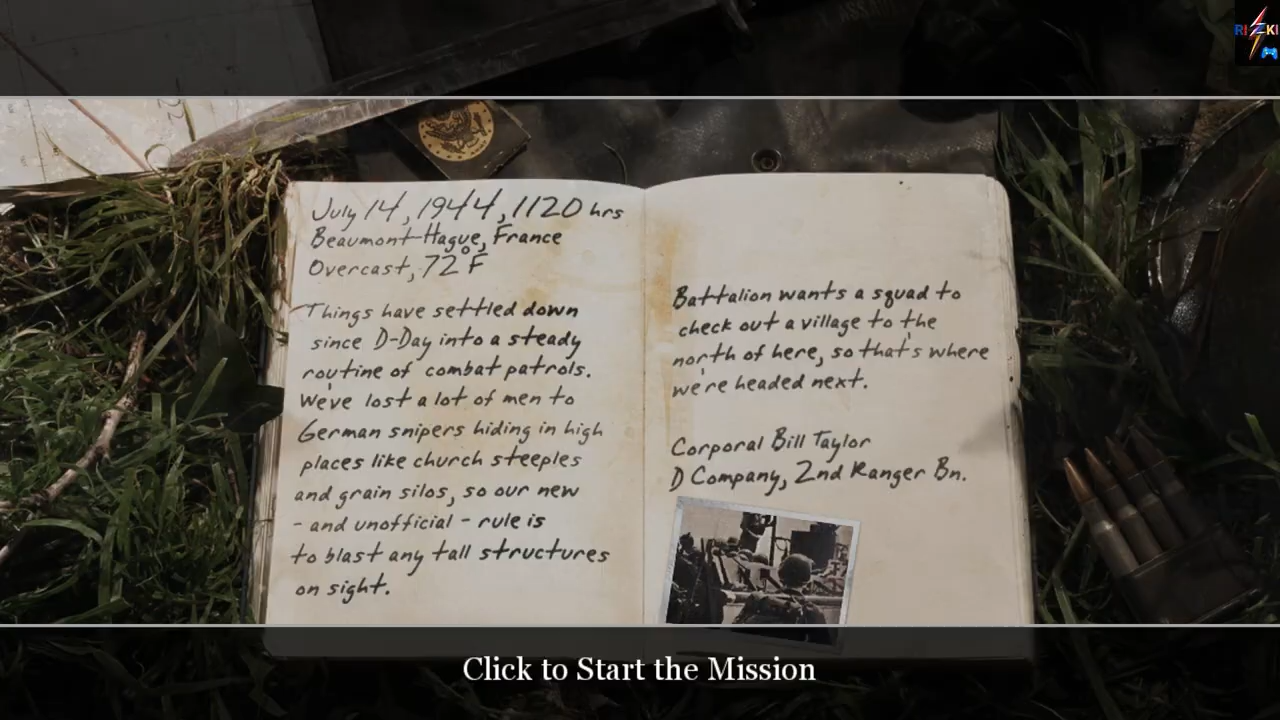 RIZKI
July 14, 1944, 1120 hrs
Beaumont-Hague, France
Overcast, 72°F
Things have settled down
since D-Day into a steady
routine of combat patrols.
We've lost a lot of men to
German snipers hiding in high
places like church steeples
and grain silos, so our new
- and unofficial - rule is
to blast any tall structures
on sight.
Battalion wants a squad to
check out a village to the
north of here, so that's where
we're headed next.
Corporal Bill Taylor
D Company, 2nd Ranger Bn.
Click to Start the Mission